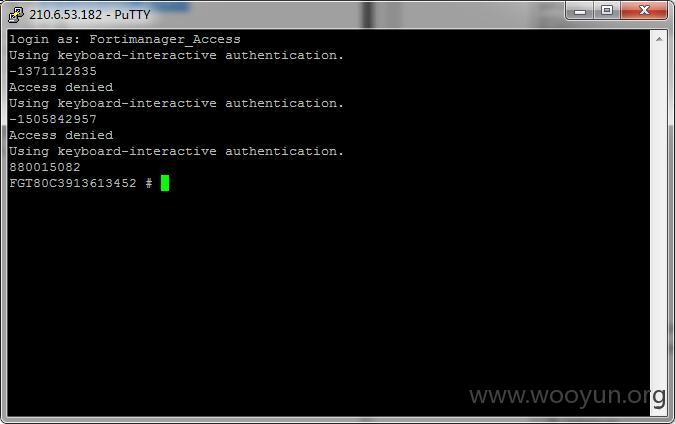 210.6.53.182 - PuTTY
login as: Fortimanager_Access
Using keyboard-interactive authentication.
-1371112835
Access denied
Using keyboard-interactive authentication.
-1505842957
Access denied
Using keyboard-interactive authentication.
880015082
FGT80C3913613452 #
www.wooyun.org